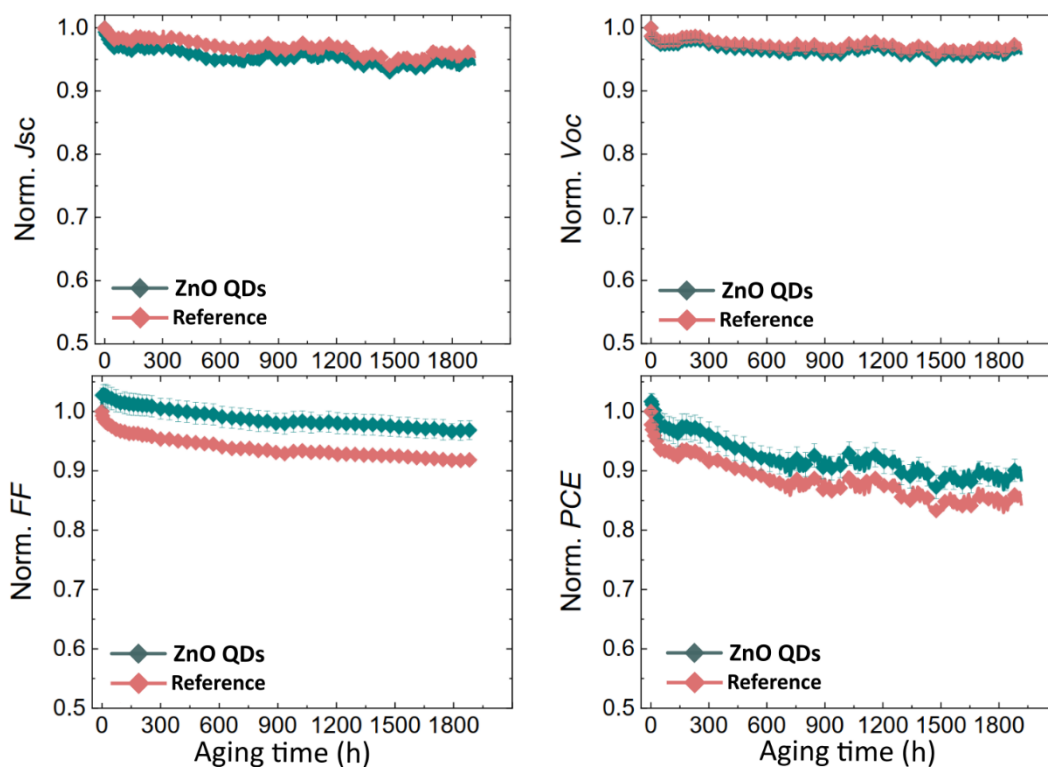 Norm. Jsc
1.0
0.9
0.8
0.7
0.6
0.5
ZnO QDs
Reference
0 300 600 900 1200 1500 1800
Norm. Voc
1.0
0.9
0.8
0.7
0.6
0.5
ZnO QDs
Reference
0 300 600 900 1200 1500 1800
Norm. FF
1.0
0.9
0.8
0.7
0.6
0.5
ZnO QDs
Reference
0 300 600 900 1200 1500 1800
Aging time (h)
Norm. PCE
1.0
0.9
0.8
0.7
0.6
0.5
ZnO QDs
Reference
0 300 600 900 1200 1500 1800
Aging time (h)